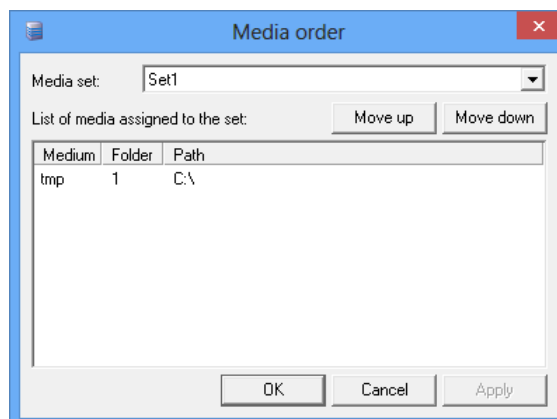 Media order
Media set: Set1
List of media assigned to the set: Move up Move down
Medium Folder Path
tmp 1 C:\
OK Cancel Apply